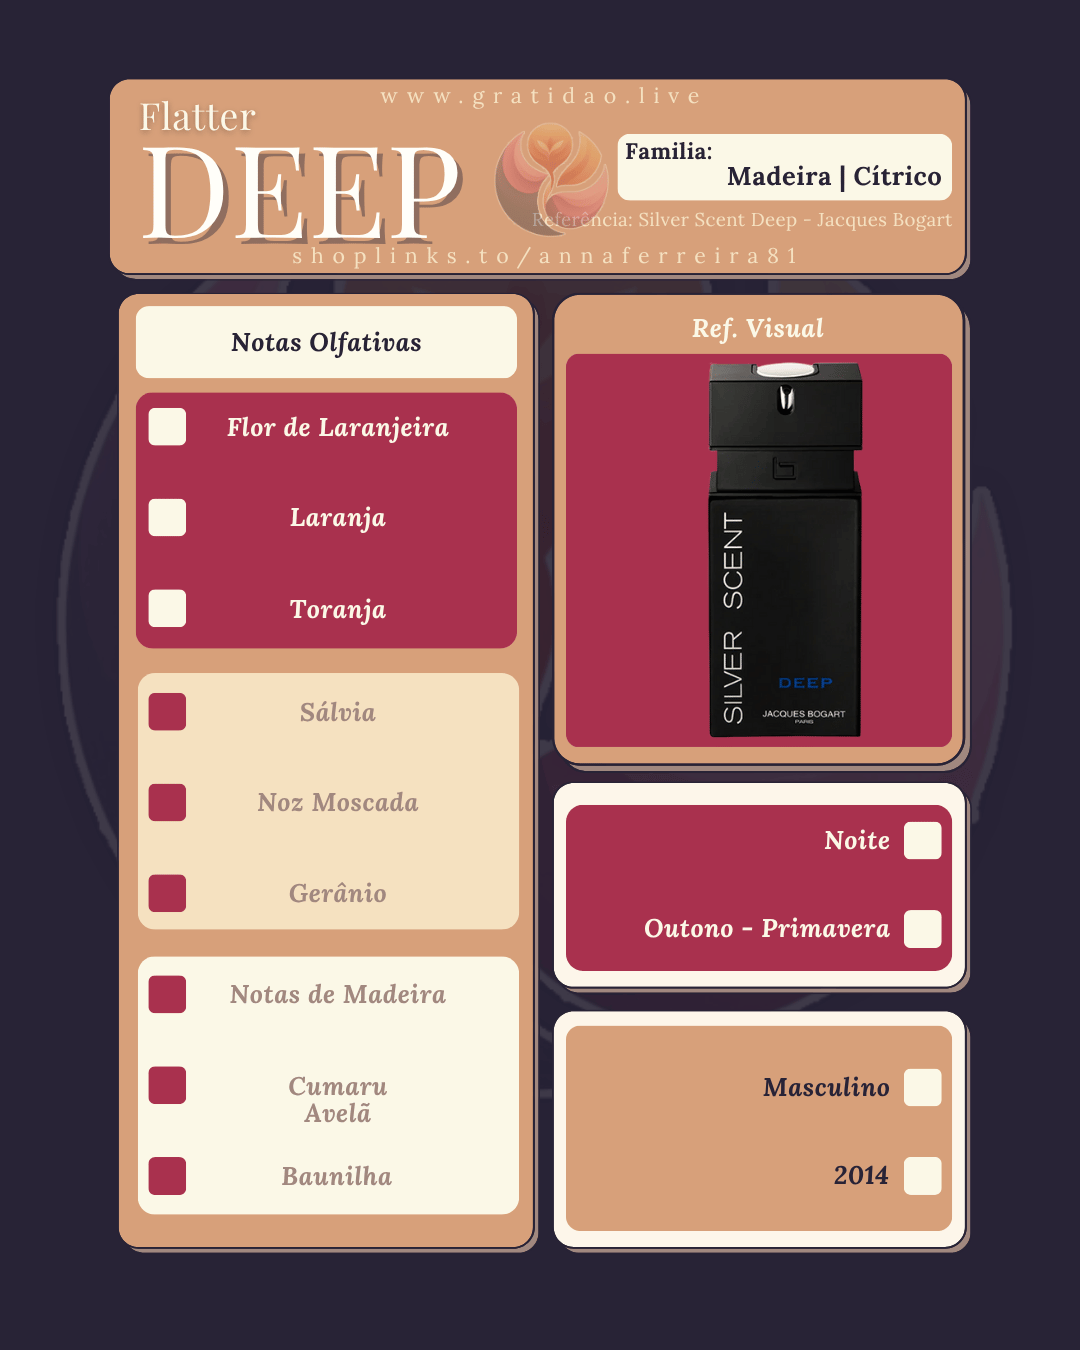 www.gratidao.live
Flatter
DEEP
Familia:
Madeira | Cítrico
Referência: Silver Scent Deep - Jacques Bogart
shoplinks.to/annaferreira81
Notas Olfativas
Flor de Laranjeira
Laranja
Toranja
Sálvia
Noz Moscada
Gerânio
Notas de Madeira
Cumaru
Avelã
Baunilha
Ref. Visual
SILVER SCENT
DEEP
JACQUES BOGART
PARIS
Noite
Outono - Primavera
Masculino
2014